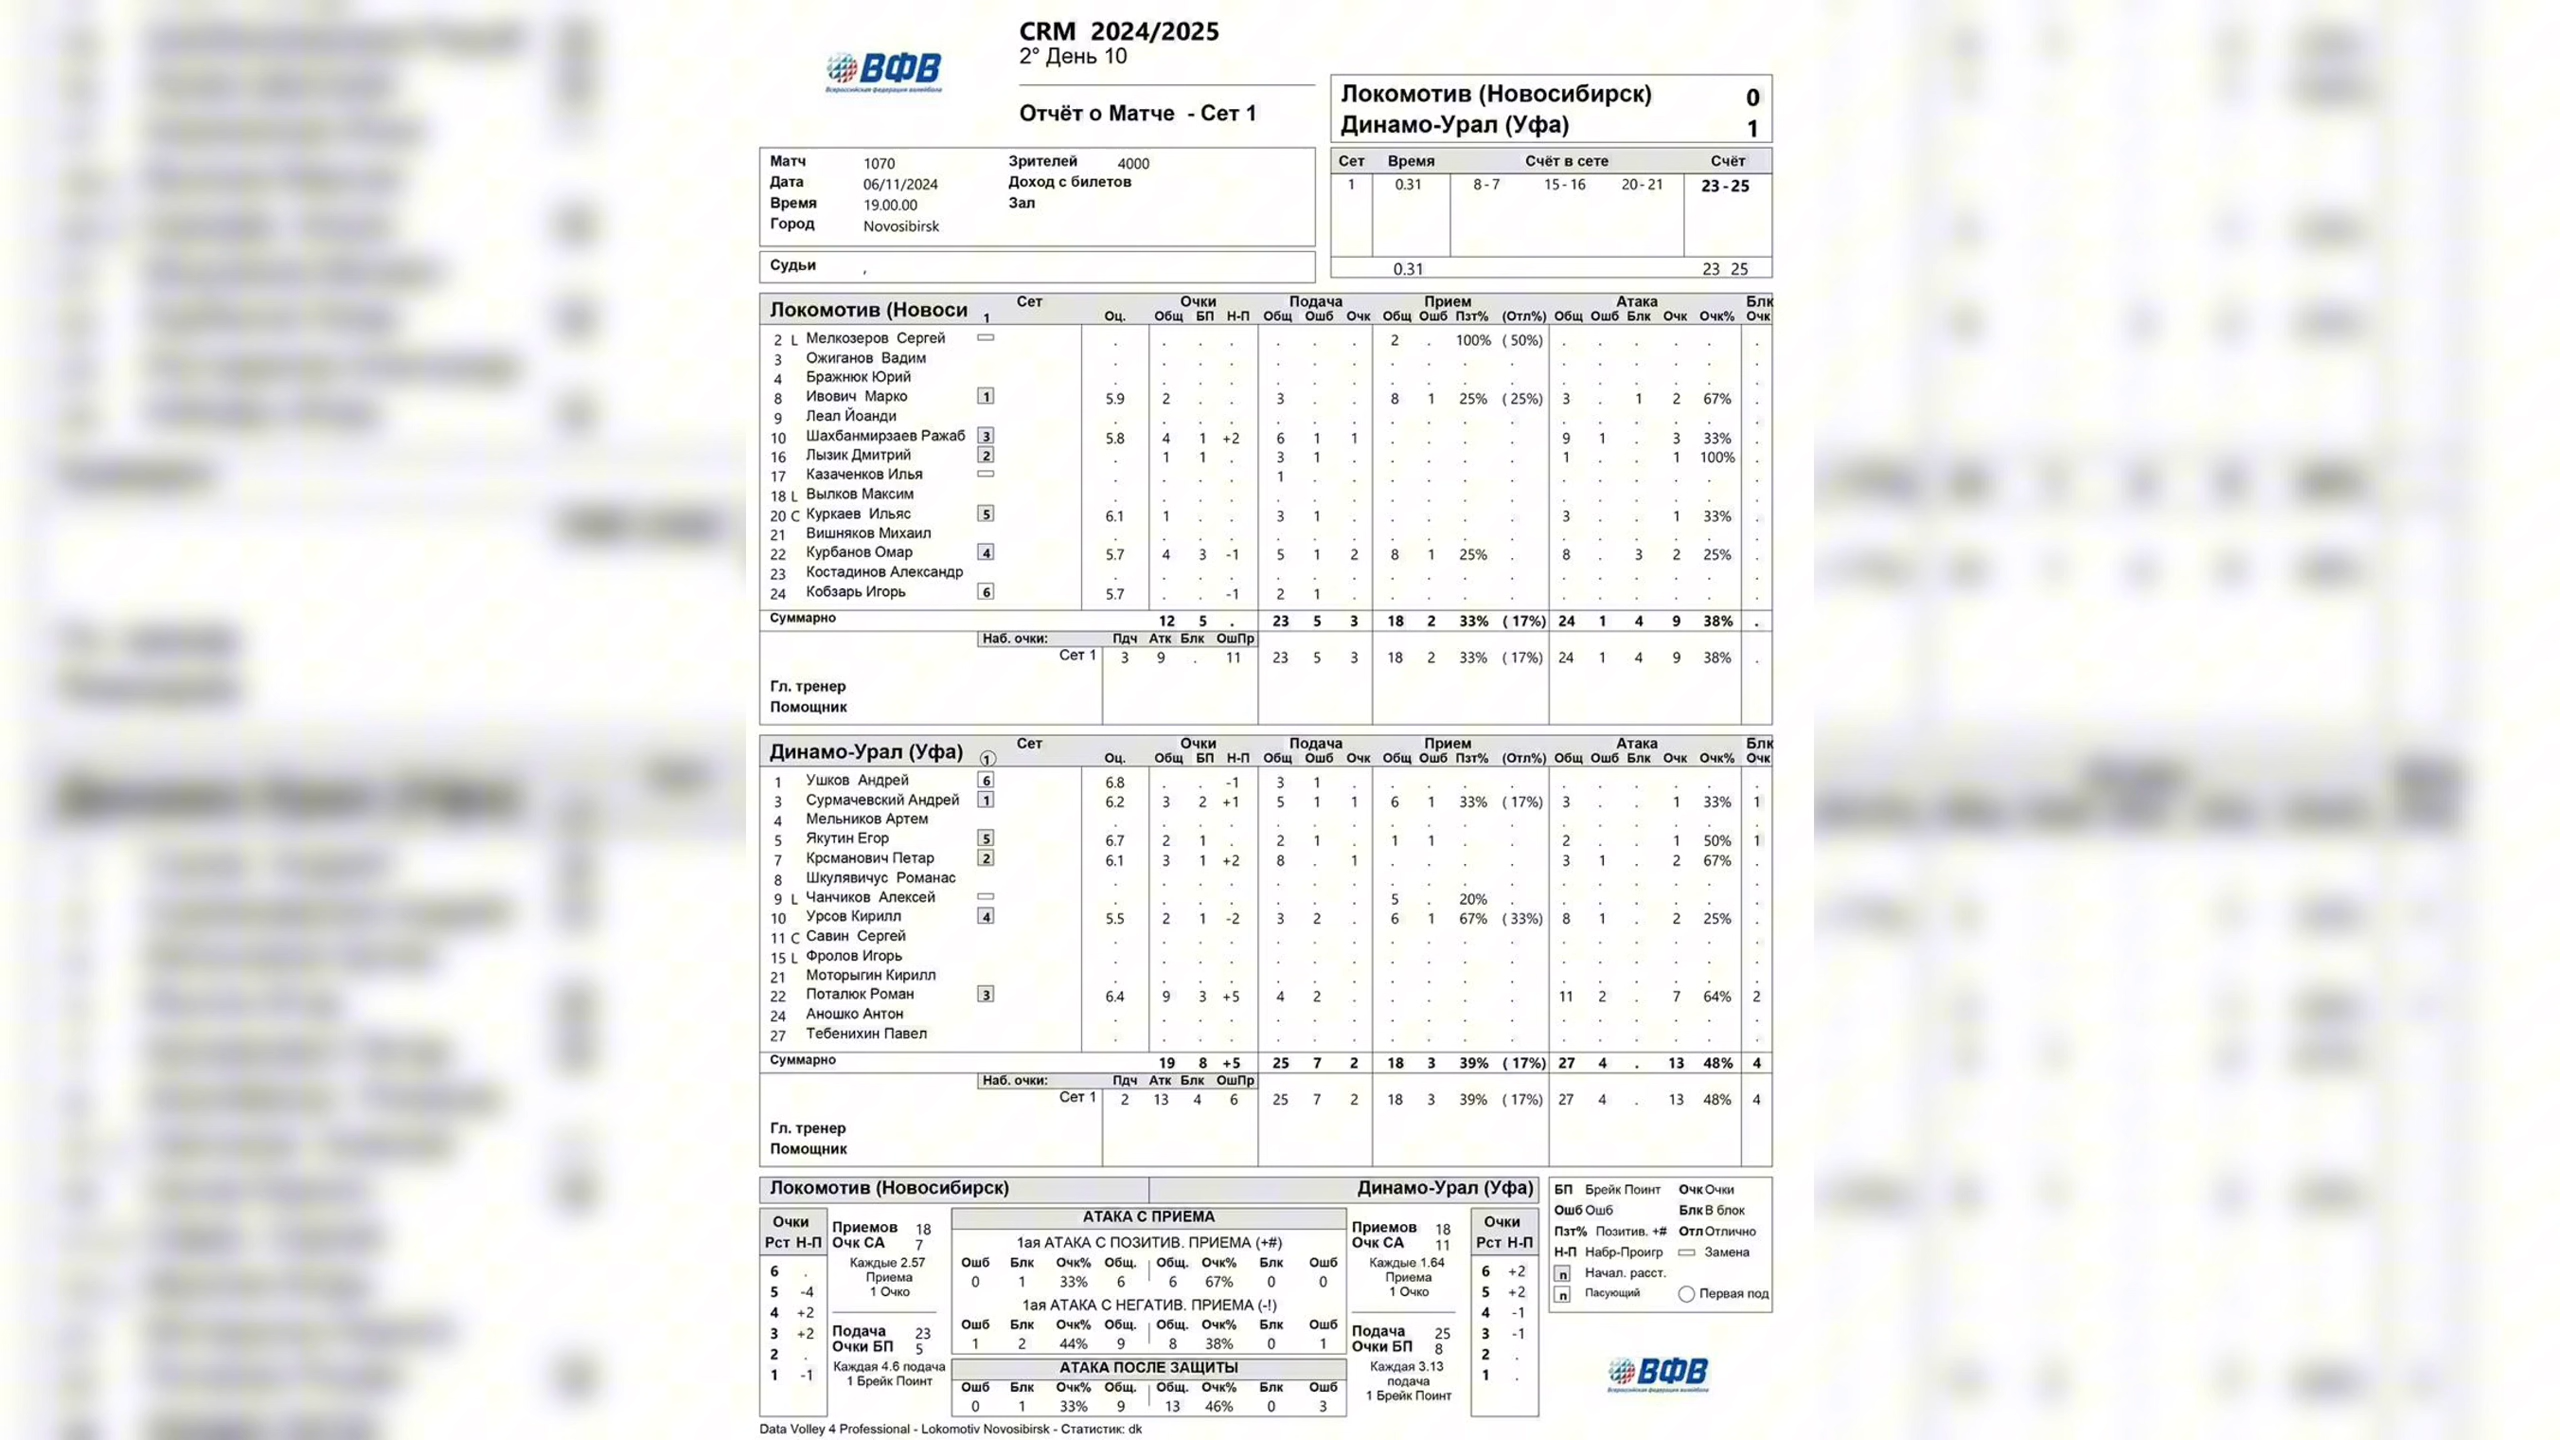 CRM 2024/2025
2° День 10
ВФВ
Всероссийская федерация волейбола
Отчёт о Матче - Сет 1
Локомотив (Новосибирск) 0
Динамо-Урал (Уфа) 1
Матч 1070 Зрителей 4000
Дата 06/11/2024 Доход с билетов
Время 19.00.00 Зал
Город Novosibirsk
Судьи ,
Сет Время Счёт в сете Счёт
1 0.31 8 - 7 15 - 16 20 - 21 23 - 25
0.31 23 25
Локомотив (Новоси Сет Очки Подача Прием Атака Блк
1 Оц. Общ БП Н-П Общ Ошб Очк Общ Ошб Пзт% (Отл%) Общ Ошб Блк Очк Очк% Очк
2 L Мелкозеров Сергей . . . . . . . 2 . 100% ( 50%) . . . . . .
3 Ожиганов Вадим . . . . . . . . . . . . . . . . .
4 Бражнюк Юрий . . . . . . . . . . . . . . . . .
8 Ивович Марко 1 5.9 2 . . 3 . . 8 1 25% ( 25%) 3 . 1 2 67% .
9 Леал Йоанди . . . . . . . . . . . . . . . . .
10 Шахбанмирзаев Ражаб 3 5.8 4 1 +2 6 1 1 . . . . 9 1 . 3 33% .
16 Лызик Дмитрий 2 . 1 1 . 3 1 . . . . . 1 . . 1 100% .
17 Казаченков Илья . . . . 1 . . . . . . . . . . . .
18 L Вылков Максим . . . . . . . . . . . . . . . . .
20 C Куркаев Ильяс 5 6.1 1 . . 3 1 . . . . . 3 . . 1 33% .
21 Вишняков Михаил . . . . . . . . . . . . . . . . .
22 Курбанов Омар 4 5.7 4 3 -1 5 1 2 8 1 25% . 8 . 3 2 25% .
23 Костадинов Александр . . . . . . . . . . . . . . . . .
24 Кобзарь Игорь 6 5.7 . . -1 2 1 . . . . . . . . . . .
Суммарно 12 5 . 23 5 3 18 2 33% ( 17%) 24 1 4 9 38% .
Наб. очки: Пдч Атк Блк ОшПр
Сет 1 3 9 . 11 23 5 3 18 2 33% ( 17%) 24 1 4 9 38% .
Гл. тренер
Помощник
Динамо-Урал (Уфа) Сет Очки Подача Прием Атака Блк
1 Оц. Общ БП Н-П Общ Ошб Очк Общ Ошб Пзт% (Отл%) Общ Ошб Блк Очк Очк% Очк
1 Ушков Андрей 6 6.8 . . -1 3 1 . . . . . . . . . . .
3 Сурмачевский Андрей 1 6.2 3 2 +1 5 1 1 6 1 33% ( 17%) 3 . . 1 33% 1
4 Мельников Артем . . . . . . . . . . . . . . . . .
5 Якутин Егор 5 6.7 2 1 . 2 1 . 1 1 . . 2 . . 1 50% 1
7 Крсманович Петар 2 6.1 3 1 +2 8 . 1 . . . . 3 1 . 2 67% .
8 Шкулявичус Романас . . . . . . . . . . . . . . . . .
9 L Чанчиков Алексей . . . . . . . 5 . 20% . . . . . . .
10 Урсов Кирилл 4 5.5 2 1 -2 3 2 . 6 1 67% ( 33%) 8 1 . 2 25% .
11 C Савин Сергей . . . . . . . . . . . . . . . . .
15 L Фролов Игорь . . . . . . . . . . . . . . . . .
21 Моторыгин Кирилл . . . . . . . . . . . . . . . . .
22 Поталюк Роман 3 6.4 9 3 +5 4 2 . . . . . 11 2 . 7 64% 2
24 Аношко Антон . . . . . . . . . . . . . . . . .
27 Тебенихин Павел . . . . . . . . . . . . . . . . .
Суммарно 19 8 +5 25 7 2 18 3 39% ( 17%) 27 4 . 13 48% 4
Наб. очки: Пдч Атк Блк ОшПр
Сет 1 2 13 4 6 25 7 2 18 3 39% ( 17%) 27 4 . 13 48% 4
Гл. тренер
Помощник
Локомотив (Новосибирск) Динамо-Урал (Уфа)
Очки
Рст Н-П
6 .
5 -4
4 +2
3 +2
2 .
1 -1
Приемов 18
Очк СА 7
Каждые 2.57
Приема
1 Очко
Подача 23
Очки БП 5
Каждая 4.6 подача
1 Брейк Поинт
АТАКА С ПРИЕМА
1ая АТАКА С ПОЗИТИВ. ПРИЕМА (+#)
Ошб Блк Очк% Общ. Общ. Очк% Блк Ошб
0 1 33% 6 6 67% 0 0
1ая АТАКА С НЕГАТИВ. ПРИЕМА (-!)
Ошб Блк Очк% Общ. Общ. Очк% Блк Ошб
1 2 44% 9 8 38% 0 1
АТАКА ПОСЛЕ ЗАЩИТЫ
Ошб Блк Очк% Общ. Общ. Очк% Блк Ошб
0 1 33% 9 13 46% 0 3
Приемов 18
Очк СА 11
Каждые 1.64
Приема
1 Очко
Подача 25
Очки БП 8
Каждая 3.13
подача
1 Брейк Поинт
Очки
Рст Н-П
6 +2
5 +2
4 -1
3 -1
2 .
1 .
БП Брейк Поинт Очк Очки
Ошб Ошб Блк В блок
Пзт% Позитив. +# Отл Отлично
Н-П Набр-Проигр Замена
n Начал. расст.
n Пасующий Первая под
ВФВ
Всероссийская федерация волейбола
Data Volley 4 Professional - Lokomotiv Novosibirsk - Статистик: dk